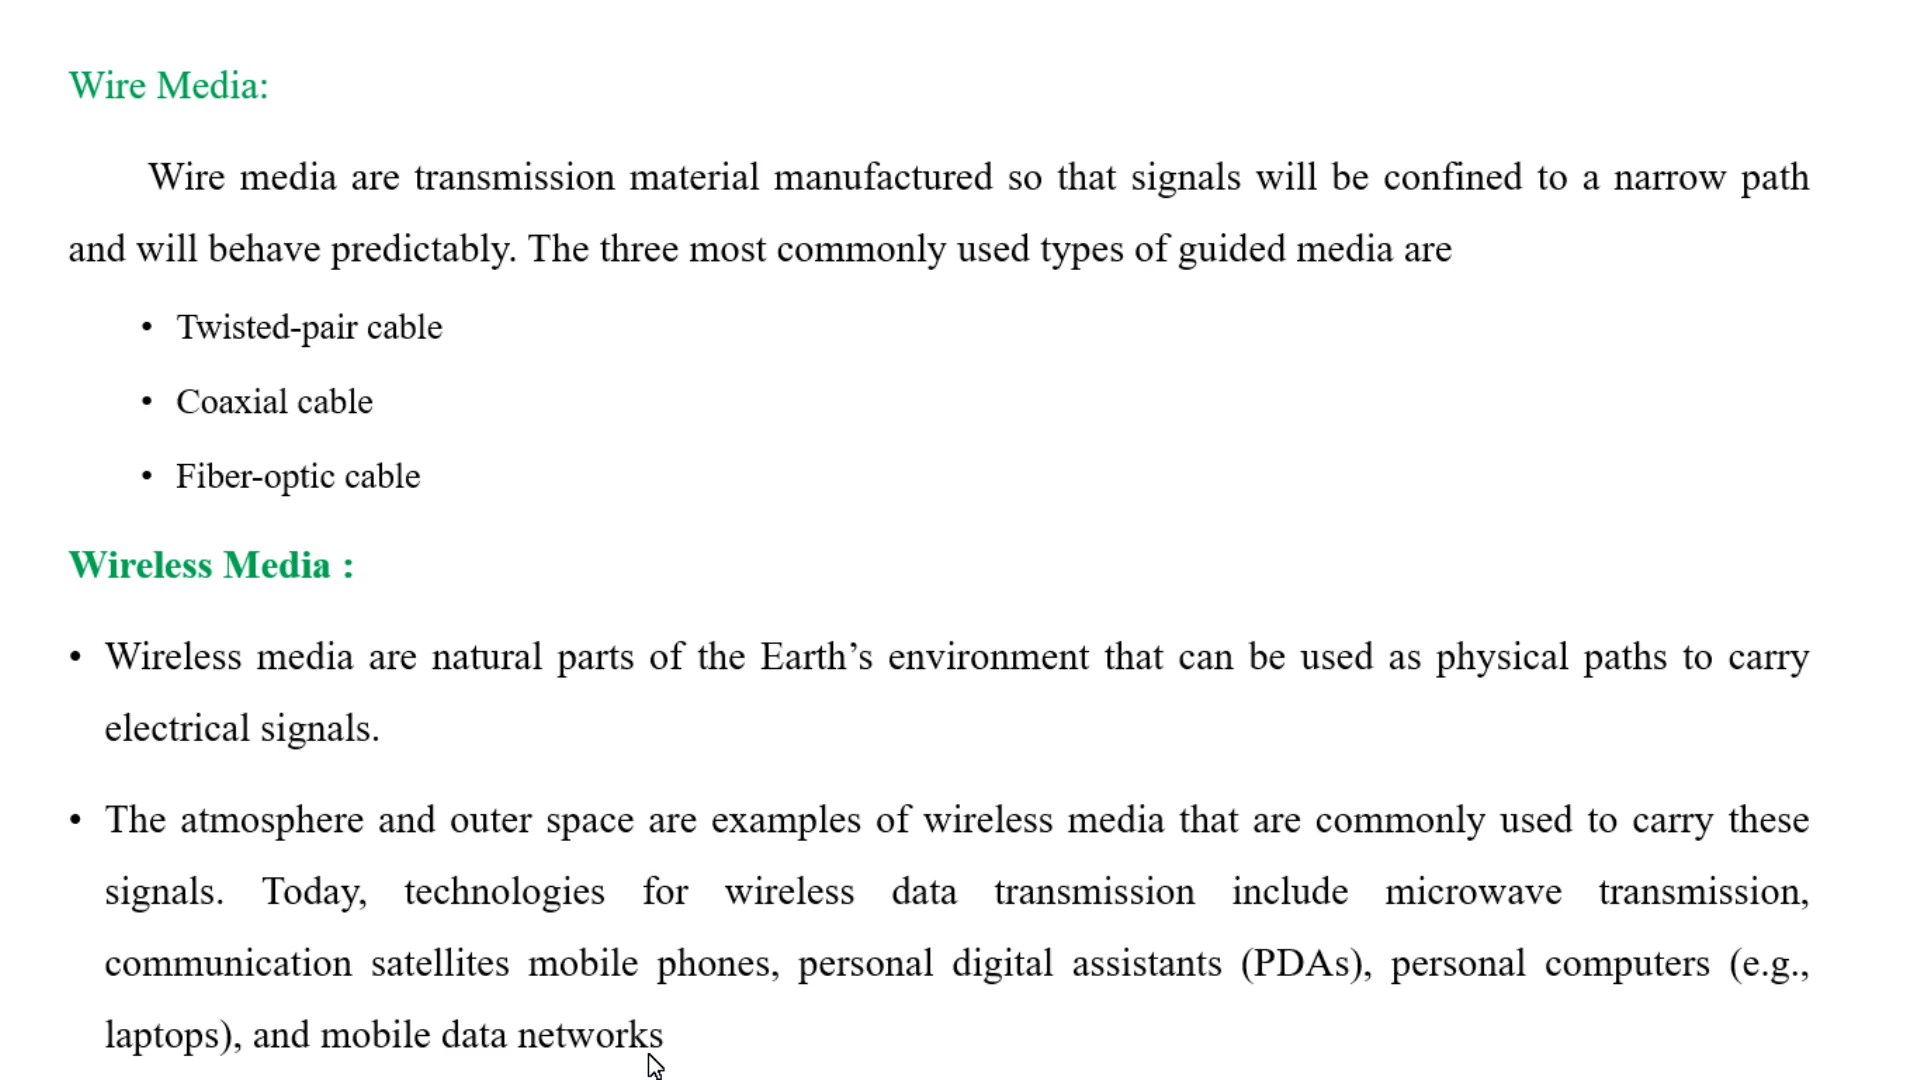 Wire Media:
Wire media are transmission material manufactured so that signals will be confined to a narrow path
and will behave predictably. The three most commonly used types of guided media are
• Twisted-pair cable
• Coaxial cable
• Fiber-optic cable
Wireless Media :
• Wireless media are natural parts of the Earth’s environment that can be used as physical paths to carry
electrical signals.
• The atmosphere and outer space are examples of wireless media that are commonly used to carry these
signals. Today, technologies for wireless data transmission include microwave transmission,
communication satellites mobile phones, personal digital assistants (PDAs), personal computers (e.g.,
laptops), and mobile data networks